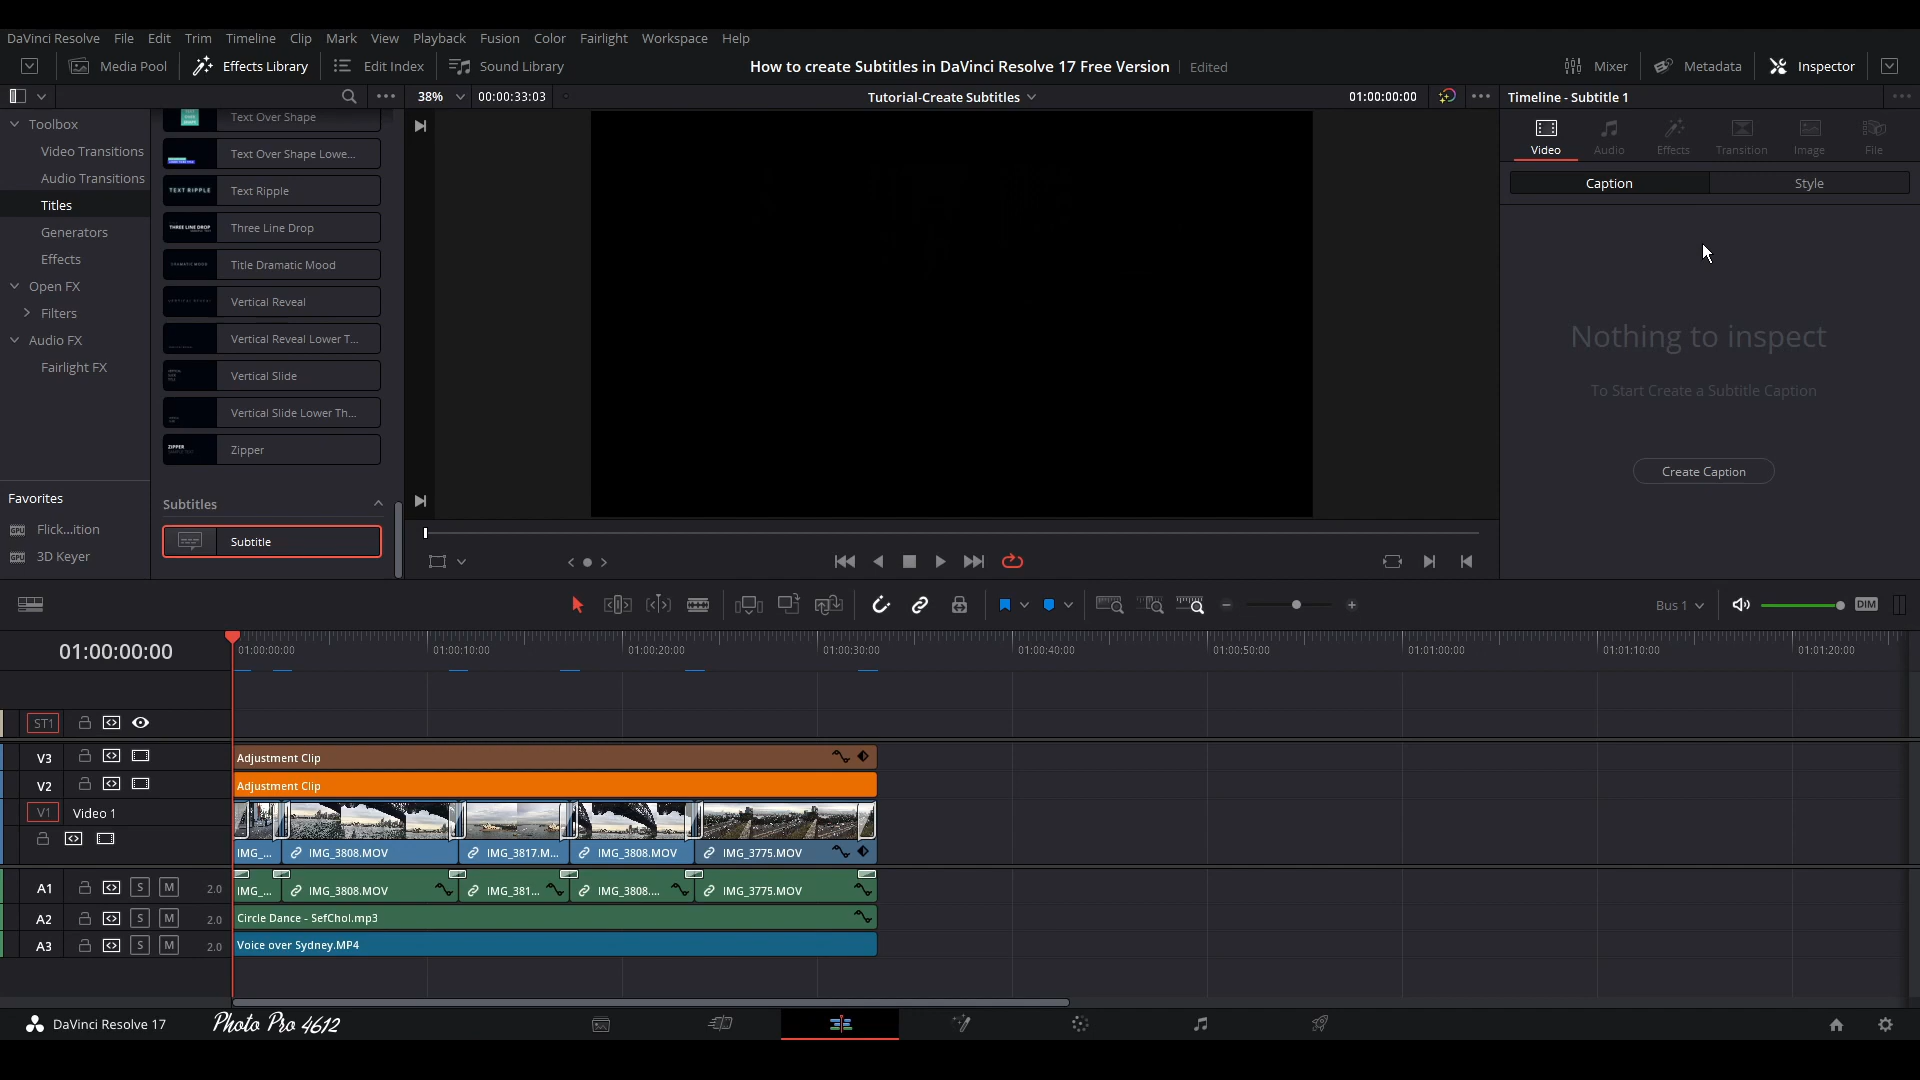 DaVinci Resolve File Edit Trim Timeline Clip Mark View Playback Fusion Color Fairlight Workspace Help
Media Pool Effects Library Edit Index Sound Library How to create Subtitles in DaVinci Resolve 17 Free Version Edited Mixer Metadata Inspector
38% 00:00:33:03 Tutorial-Create Subtitles 01:00:00:00 Timeline - Subtitle 1
Toolbox
Video Transitions
Audio Transitions
Titles
Generators
Effects
Open FX
Filters
Audio FX
Fairlight FX
Favorites
Flick...ition
3D Keyer
Text Over Shape
Text Over Shape Lowe...
TEXT RIPPLE Text Ripple
THREE LINE DROP Three Line Drop
Title Dramatic Mood
Vertical Reveal
Vertical Reveal Lower T...
Vertical Slide
Vertical Slide Lower Th...
ZIPPER Zipper
Subtitles
Subtitle
Video Audio Effects Transition Image File
Caption Style
Nothing to inspect
To Start Create a Subtitle Caption
Create Caption
Bus 1 DIM
01:00:00:00
01:00:00:00 01:00:10:00 01:00:20:00 01:00:30:00 01:00:40:00 01:00:50:00 01:01:00:00 01:01:10:00 01:01:20:00
ST1
V3 Adjustment Clip
V2 Adjustment Clip
V1 Video 1
IMG_... IMG_3808.MOV IMG_3817.M... IMG_3808.MOV IMG_3775.MOV
A1 S M 2.0 IMG_... IMG_3808.MOV IMG_381... IMG_3808.... IMG_3775.MOV
A2 S M 2.0 Circle Dance - SefChol.mp3
A3 S M 2.0 Voice over Sydney.MP4
DaVinci Resolve 17 Photo Pro 4612